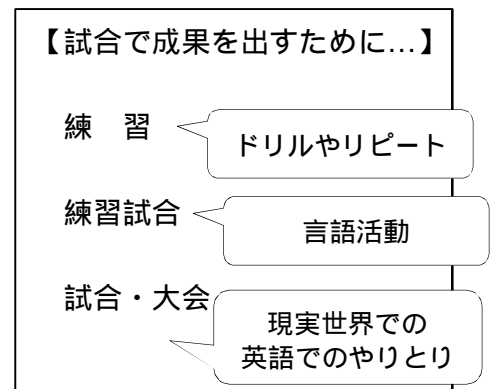 【試合で成果を出すために…】
練　習
ドリルやリピート
練習試合
言語活動
試合・大会
現実世界での
英語でのやりとり